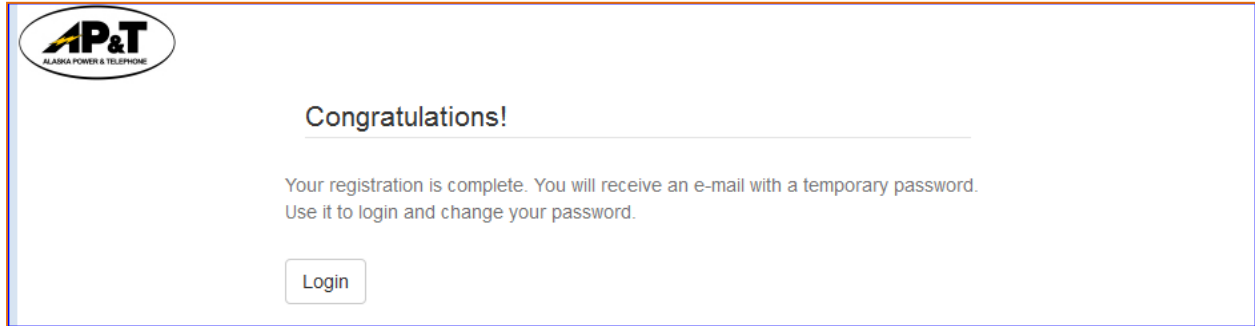 AP&T
ALASKA POWER & TELEPHONE
Congratulations!
Your registration is complete. You will receive an e-mail with a temporary password.
Use it to login and change your password.
Login